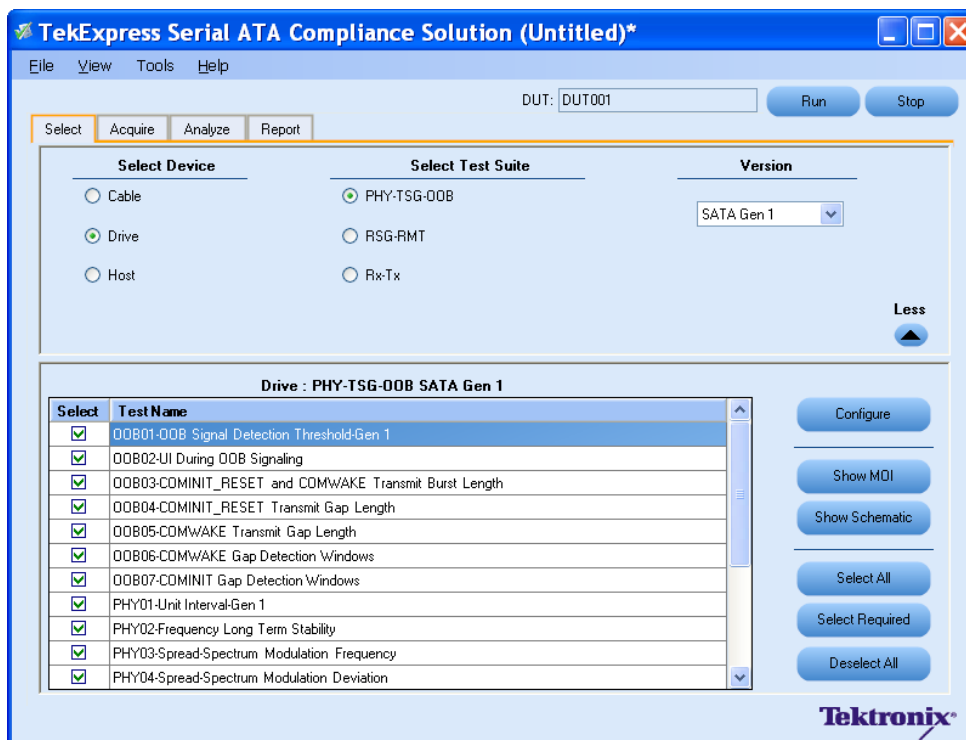 TekExpress Serial ATA Compliance Solution (Untitled)*
File View Tools Help
DUT: DUT001 Run Stop
Select Acquire Analyze Report
Select Device Select Test Suite Version
Cable PHY-TSG-OOB
SATA Gen 1
Drive RSG-RMT
Host Rx-Tx
Less
Drive : PHY-TSG-OOB SATA Gen 1
Select Test Name
OOB01-OOB Signal Detection Threshold-Gen 1
OOB02-UI During OOB Signaling
OOB03-COMINIT_RESET and COMWAKE Transmit Burst Length
OOB04-COMINIT_RESET Transmit Gap Length
OOB05-COMWAKE Transmit Gap Length
OOB06-COMWAKE Gap Detection Windows
OOB07-COMINIT Gap Detection Windows
PHY01-Unit Interval-Gen 1
PHY02-Frequency Long Term Stability
PHY03-Spread-Spectrum Modulation Frequency
PHY04-Spread-Spectrum Modulation Deviation
Configure
Show MOI
Show Schematic
Select All
Select Required
Deselect All
Tektronix